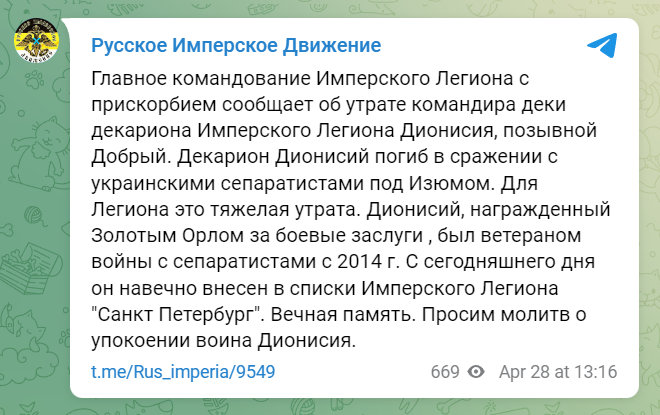 Русское Имперское Движение
Главное командование Имперского Легиона с
прискорбием сообщает об утрате командира деки
декариона Имперского Легиона Дионисия, позывной
Добрый. Декарион Дионисий погиб в сражении с
украинскими сепаратистами под Изюмом. Для
Легиона это тяжелая утрата. Дионисий, награжденный
Золотым Орлом за боевые заслуги , был ветераном
войны с сепаратистами с 2014 г. С сегодняшнего дня
он навечно внесен в списки Имперского Легиона
"Санкт Петербург". Вечная память. Просим молитв о
упокоении воина Дионисия.
t.me/Rus_imperia/9549 669 Apr 28 at 13:16